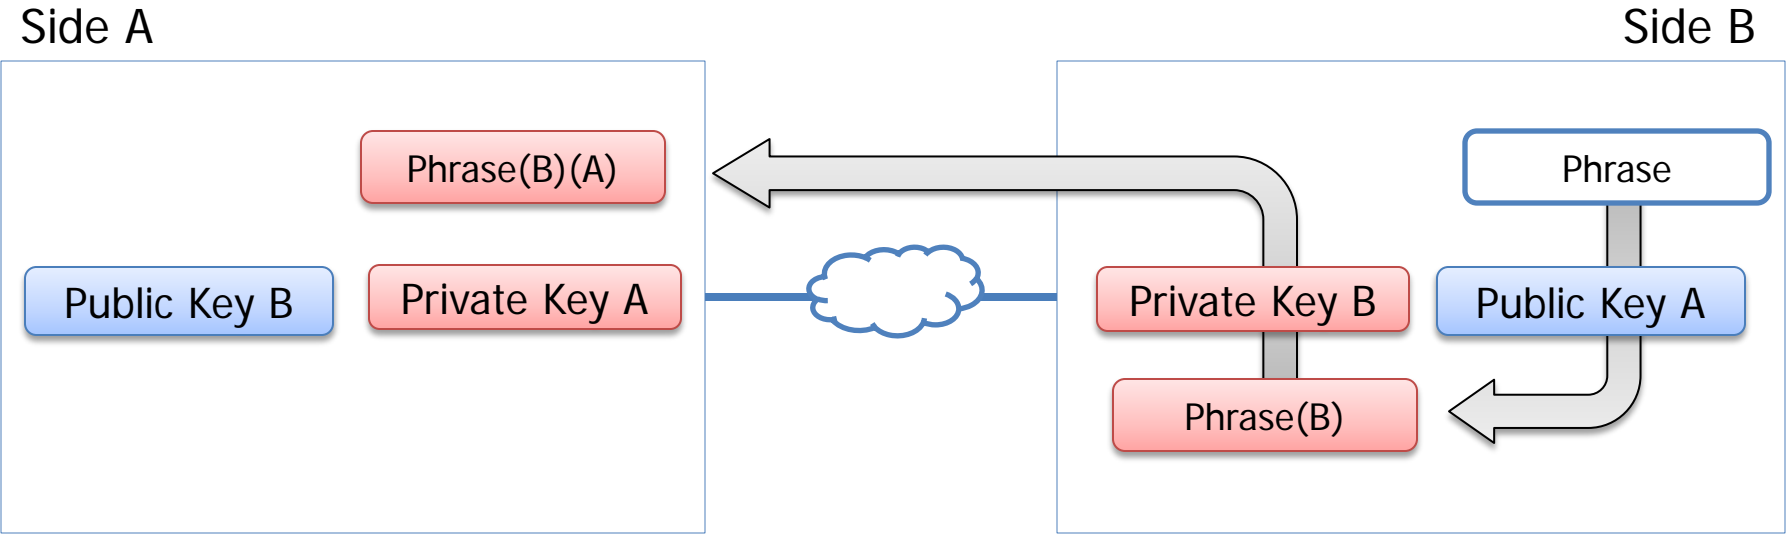 Side A
Side B
Phrase(B)(A)
Phrase
Public Key B
Private Key A
Private Key B
Public Key A
Phrase(B)